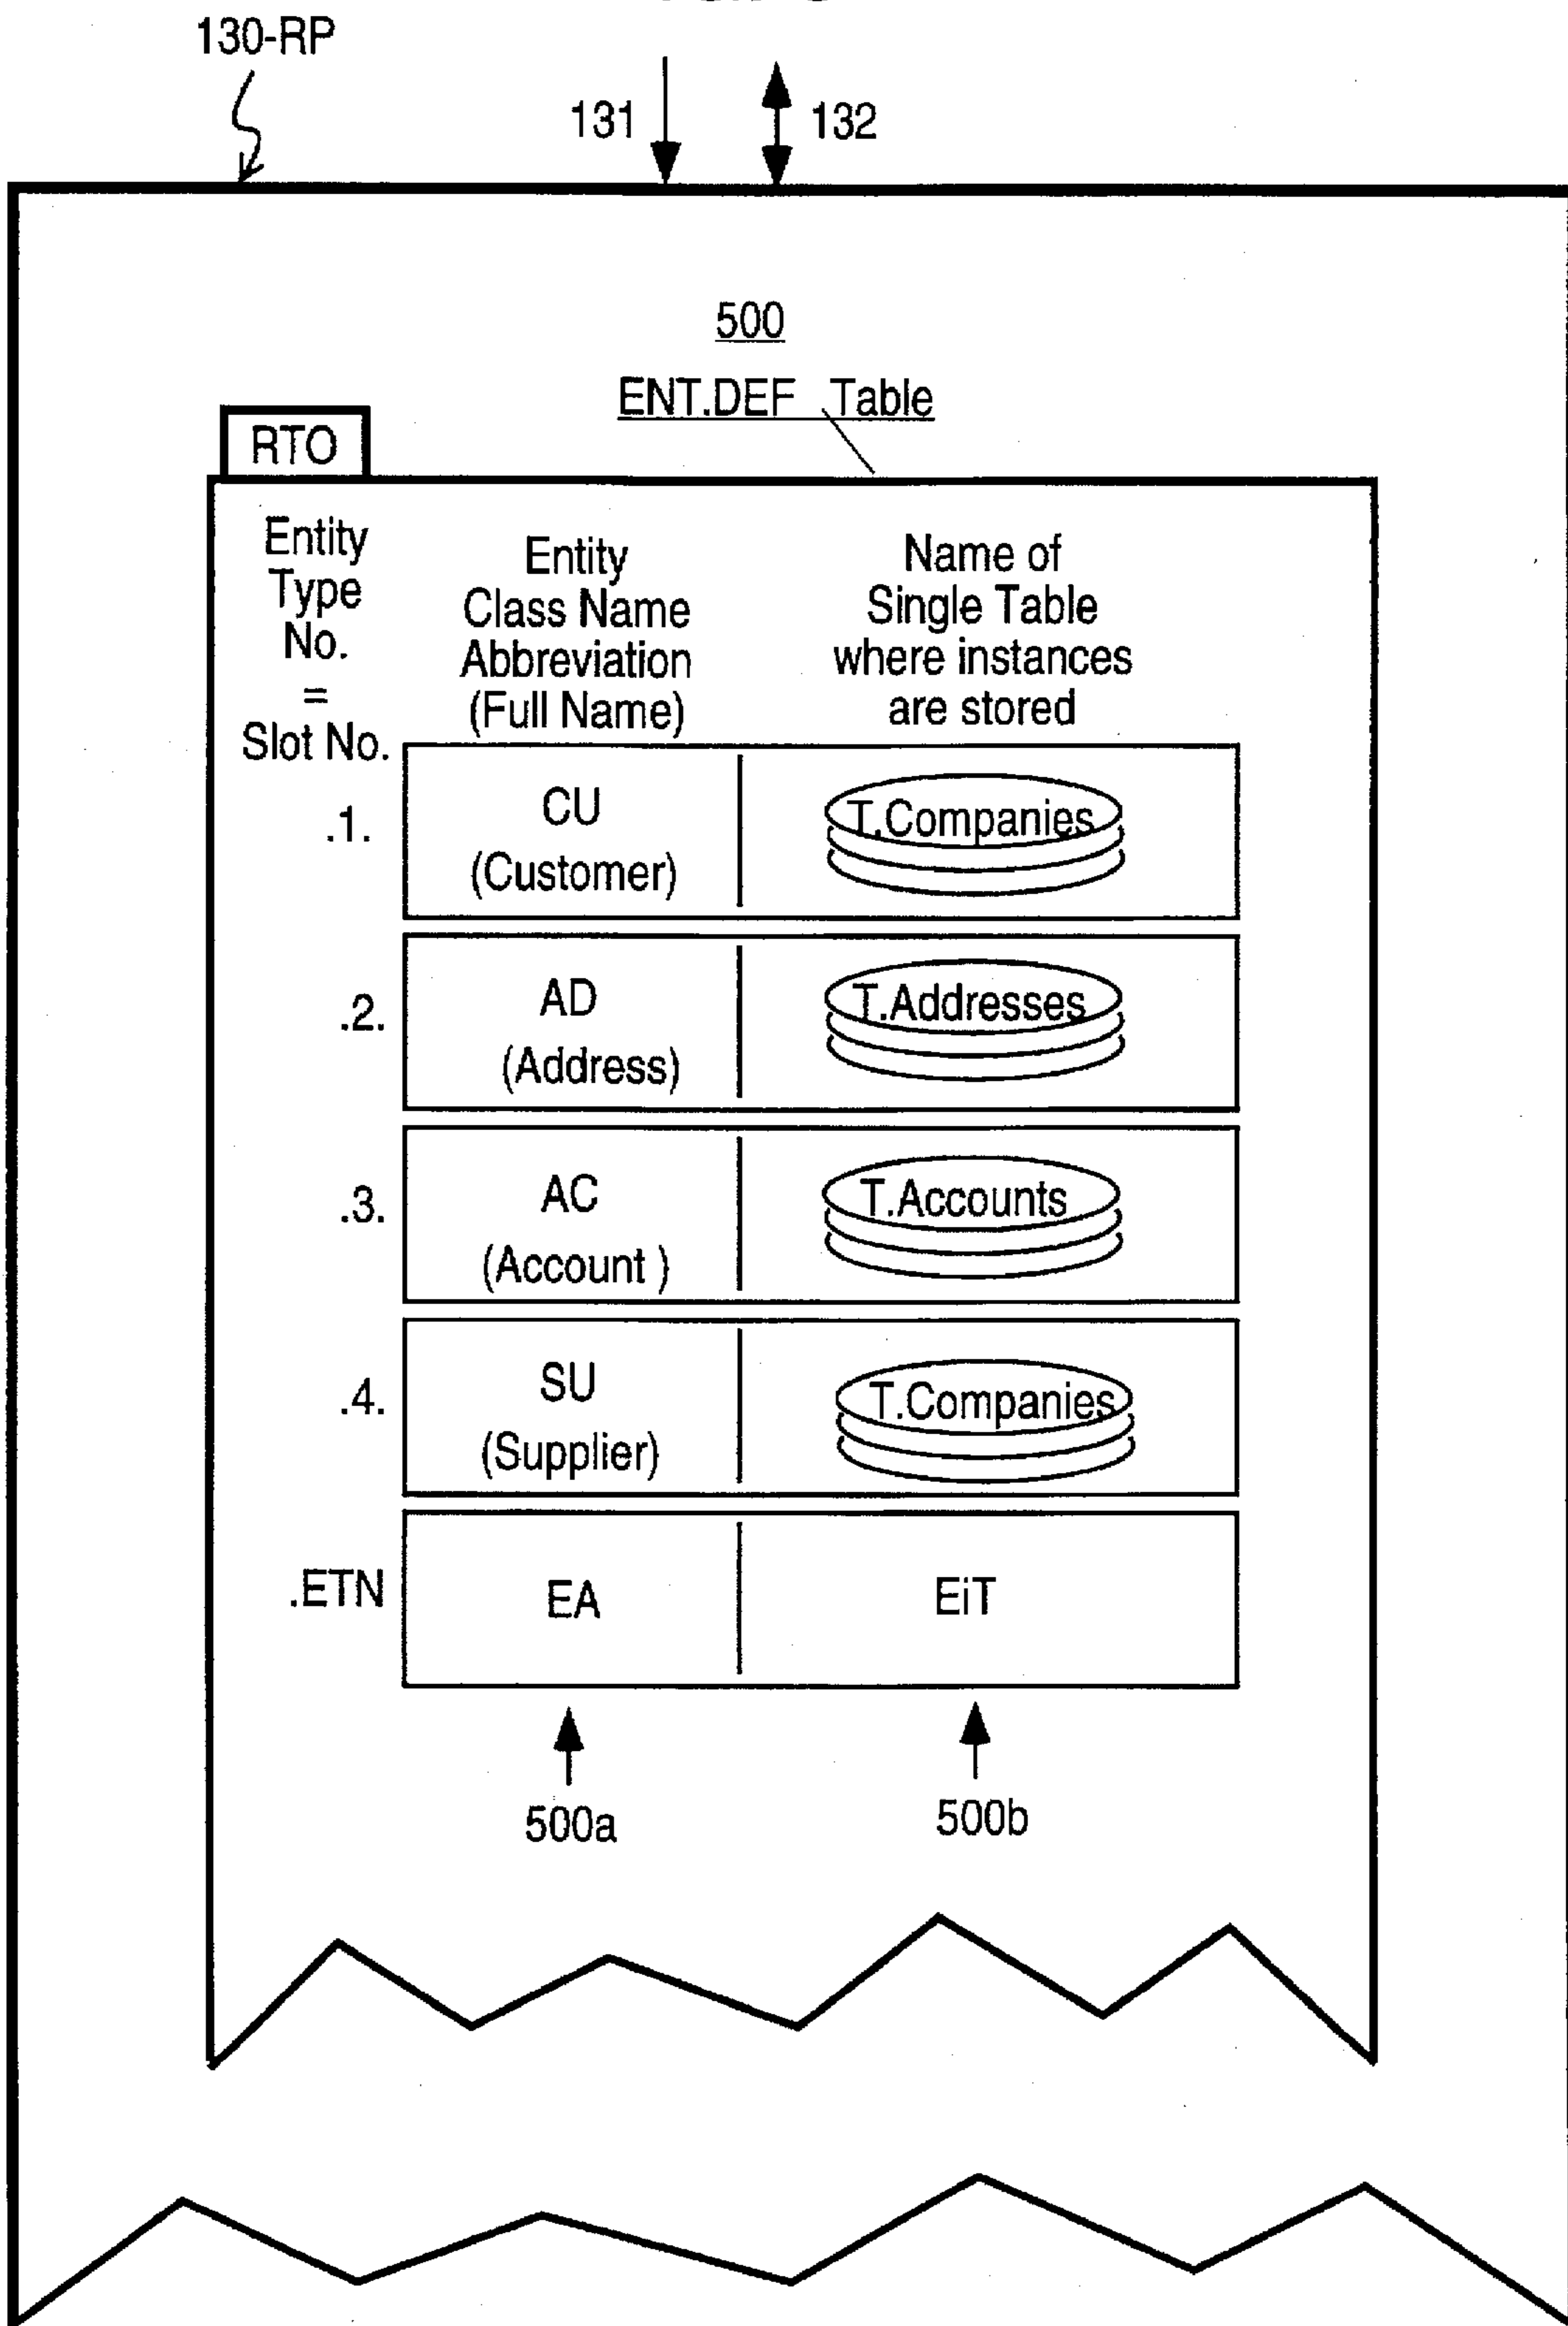 130-RP
131
132
500
ENT.DEF Table
RTO
Entity
Type
No.
=
Slot No.
Entity
Class Name
Abbreviation
(Full Name)
Name of
Single Table
where instances
are stored
.1.
CU
(Customer)
T.Companies
.2.
AD
(Address)
T.Addresses
.3.
AC
(Account )
T.Accounts
.4.
SU
(Supplier)
T.Companies
.ETN
EA
EiT
500a
500b